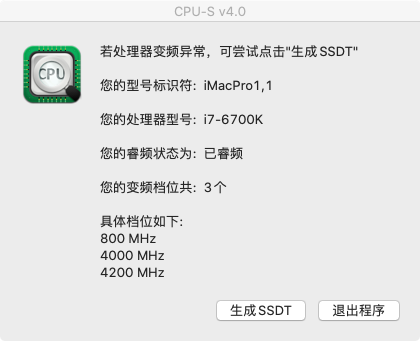 CPU-S v4.0
若处理器变频异常，可尝试点击"生成SSDT"
CPU
您的型号标识符: iMacPro1,1
您的处理器型号: i7-6700K
您的睿频状态为: 已睿频
您的变频档位共: 3个
具体档位如下:
800 MHz
4000 MHz
4200 MHz
生成SSDT
退出程序